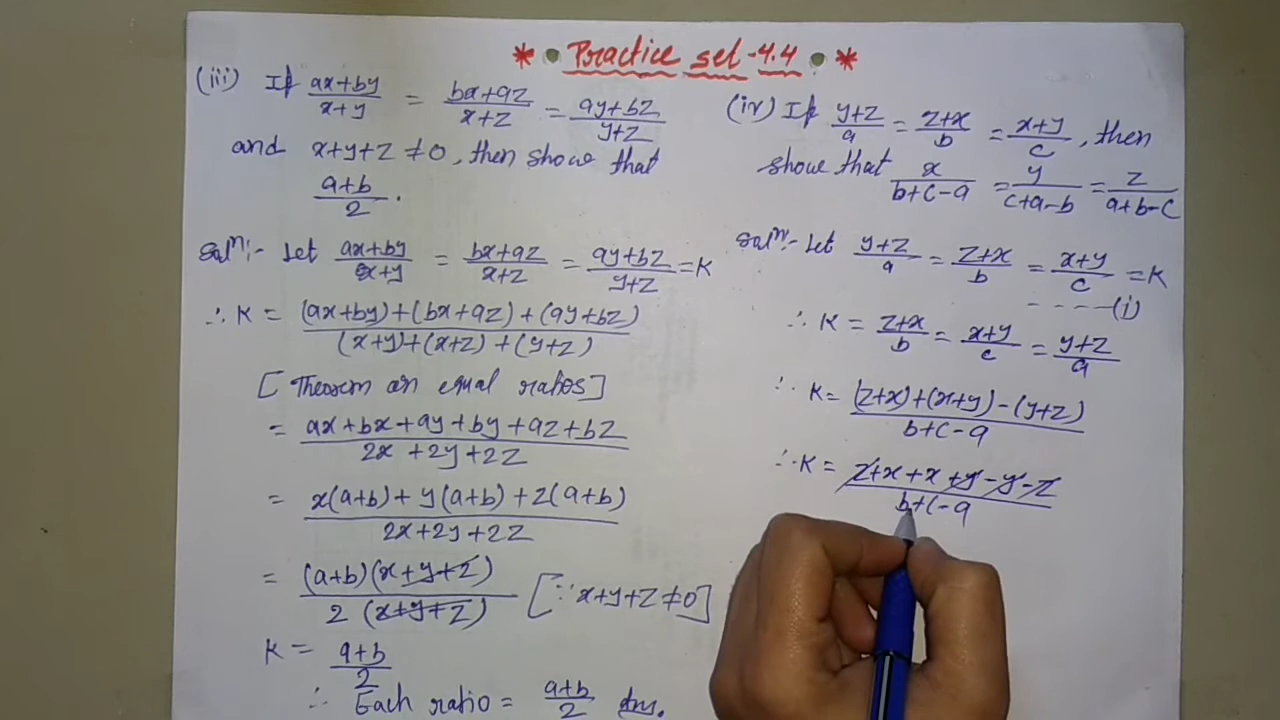 * • Practice set - 4.4 • *
(iii) If ax+by/x+y = bx+az/x+z = ay+bz/y+z
and x+y+z ≠ 0, then show that
a+b/2.
Solⁿ:- Let ax+by/x+y = bx+az/x+z = ay+bz/y+z = K
∴ K = (ax+by)+(bx+az)+(ay+bz)/(x+y)+(x+z)+(y+z)
[Theorem on equal ratios]
= ax+bx+ay+by+az+bz/2x+2y+2z
= x(a+b)+y(a+b)+z(a+b)/2x+2y+2z
= (a+b)(x+y+z)/2(x+y+z) [∵ x+y+z ≠ 0]
K = a+b/2
∴ Each ratio = a+b/2 Ans.
(iv) If y+z/a = z+x/b = x+y/c, then
show that x/b+c-a = y/c+a-b = z/a+b-c
Solⁿ:- Let y+z/a = z+x/b = x+y/c = K
-----(i)
∴ K = z+x/b = x+y/c = y+z/a
∴ K = (z+x)+(x+y)-(y+z)/b+c-a
∴ K = z+x+x+y-y-z/b+c-a